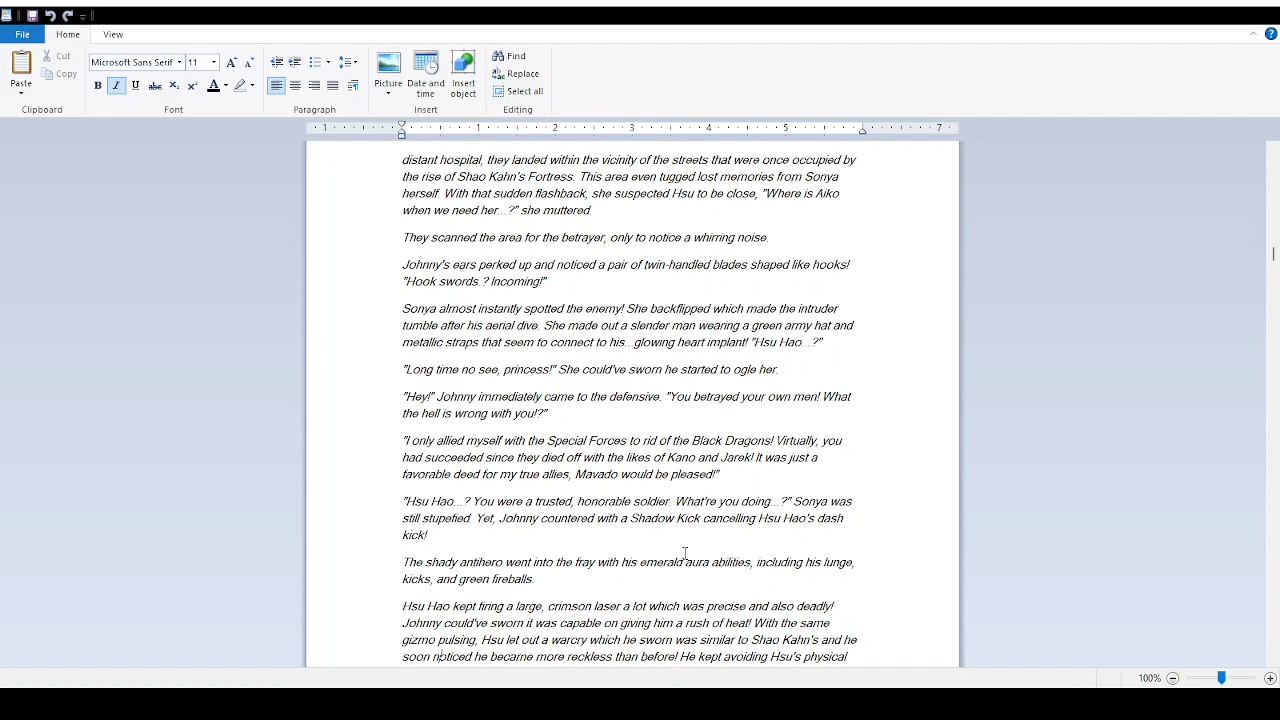 File Home View
Paste
Cut
Copy
Clipboard
Microsoft Sans Serif 11
Font
Paragraph
Picture
Date and time
Insert object
Insert
Find
Replace
Select all
Editing
1 1 2 3 4 5 7
distant hospital, they landed within the vicinity of the streets that were once occupied by
the rise of Shao Kahn's Fortress. This area even tugged lost memories from Sonya
herself. With that sudden flashback, she suspected Hsu to be close, "Where is Aiko
when we need her...?" she muttered.
They scanned the area for the betrayer, only to notice a whirring noise.
Johnny's ears perked up and noticed a pair of twin-handled blades shaped like hooks!
"Hook swords.? Incoming!"
Sonya almost instantly spotted the enemy! She backflipped which made the intruder
tumble after his aerial dive. She made out a slender man wearing a green army hat and
metallic straps that seem to connect to his...glowing heart implant! "Hsu Hao...?"
"Long time no see, princess!" She could've sworn he started to ogle her.
"Hey!" Johnny immediately came to the defensive. "You betrayed your own men! What
the hell is wrong with you!?"
"I only allied myself with the Special Forces to rid of the Black Dragons! Virtually, you
had succeeded since they died off with the likes of Kano and Jarek! It was just a
favorable deed for my true allies, Mavado would be pleased!"
"Hsu Hao...? You were a trusted, honorable soldier. What're you doing...?" Sonya was
still stupefied. Yet, Johnny countered with a Shadow Kick cancelling Hsu Hao's dash
kick!
The shady antihero went into the fray with his emerald aura abilities, including his lunge,
kicks, and green fireballs.
Hsu Hao kept firing a large, crimson laser a lot which was precise and also deadly!
Johnny could've sworn it was capable on giving him a rush of heat! With the same
gizmo pulsing, Hsu let out a warcry which he sworn was similar to Shao Kahn's and he
soon noticed he became more reckless than before! He kept avoiding Hsu's physical
100%